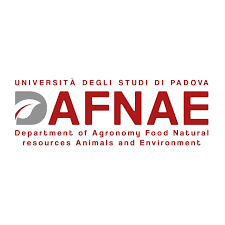 UNIVERSITÀ DEGLI STUDI DI PADOVA
DAFNAE
Department of Agronomy Food Natural
resources Animals and Environment